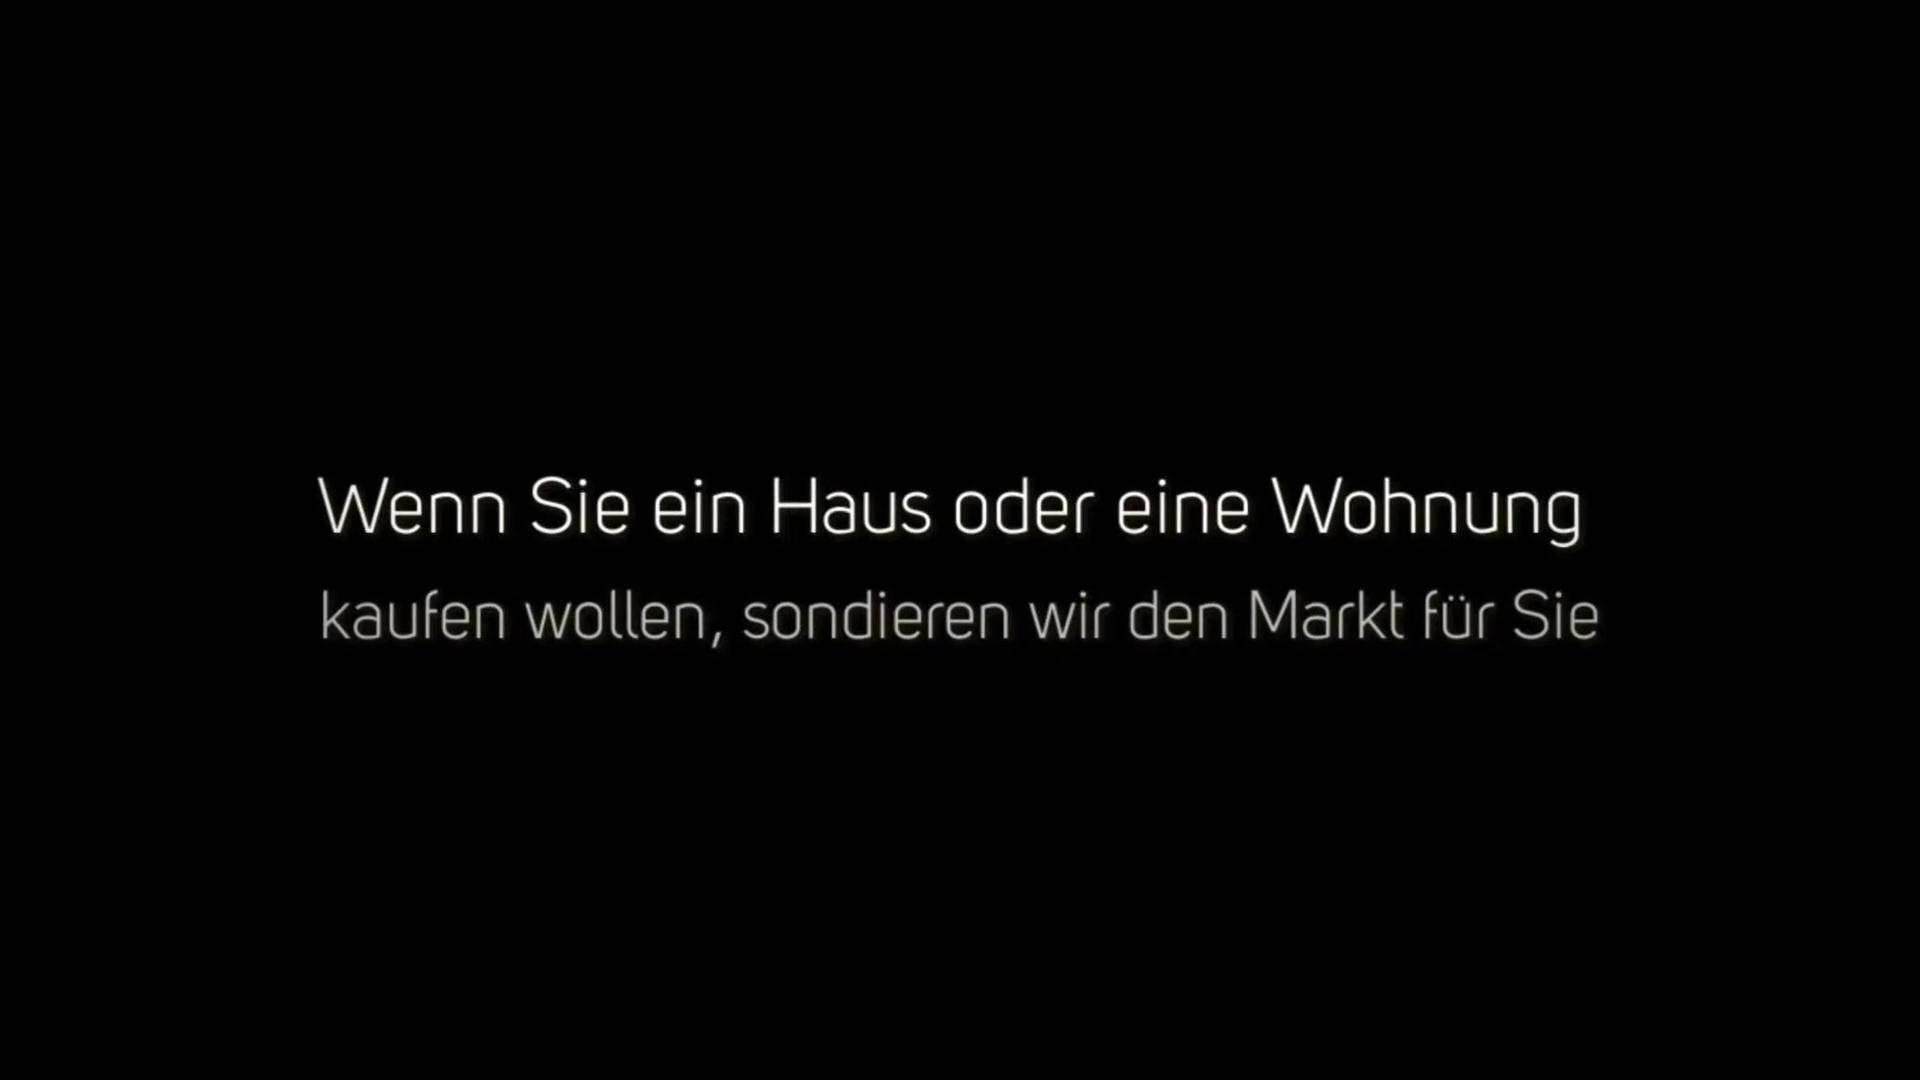 Wenn Sie ein Haus oder eine Wohnung
kaufen wollen, sondieren wir den Markt für Sie